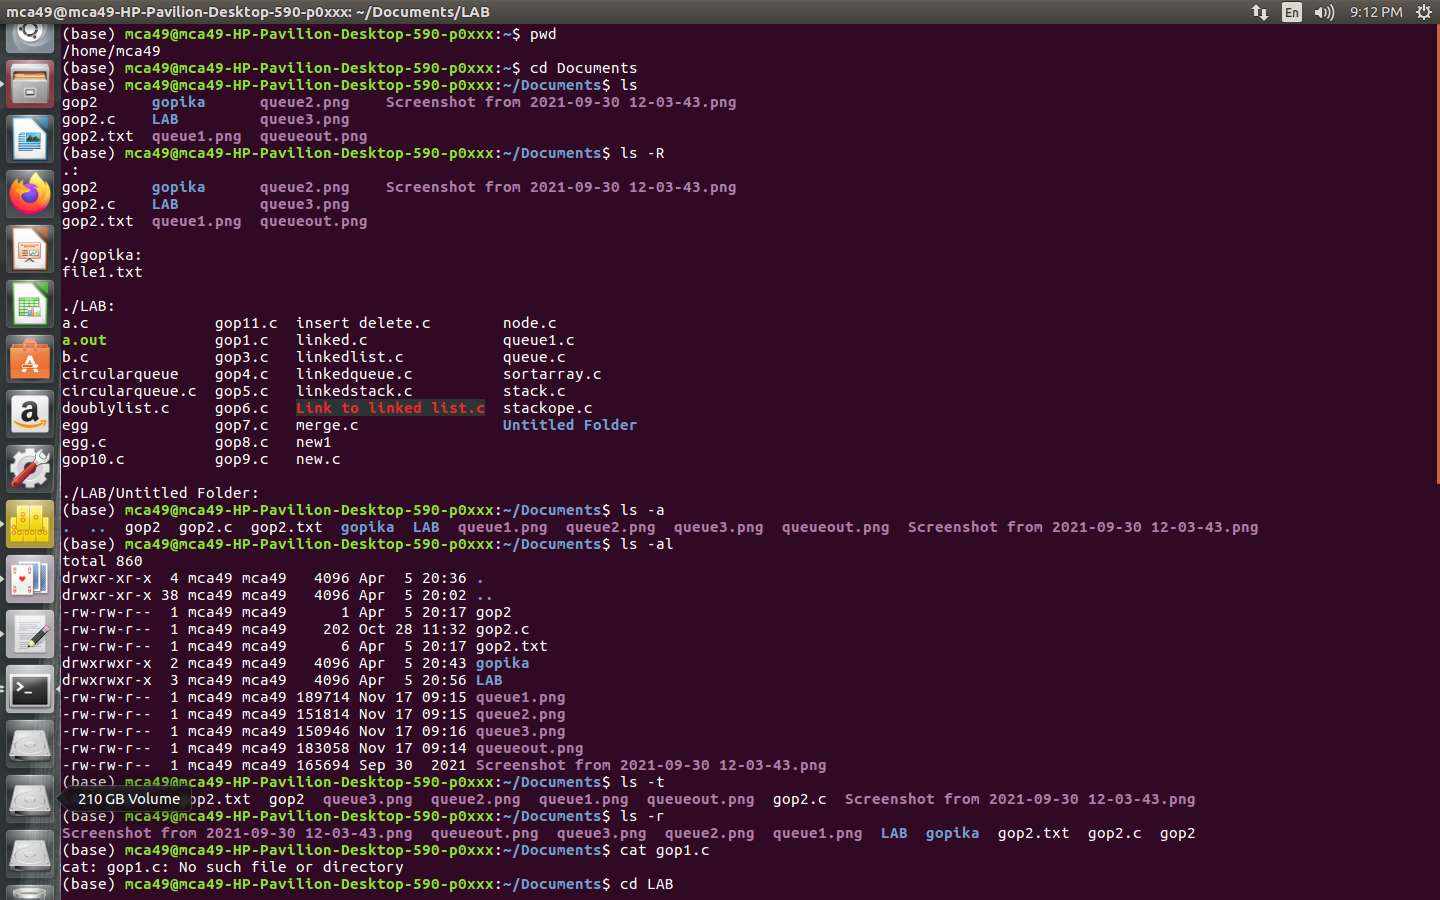 mca49@mca49-HP-Pavilion-Desktop-590-p0xxx: ~/Documents/LAB
En
9:12 PM
(base) mca49@mca49-HP-Pavilion-Desktop-590-p0xxx:~$ pwd
/home/mca49
(base) mca49@mca49-HP-Pavilion-Desktop-590-p0xxx:~$ cd Documents
(base) mca49@mca49-HP-Pavilion-Desktop-590-p0xxx:~/Documents$ ls
gop2      gopika      queue2.png    Screenshot from 2021-09-30 12-03-43.png
gop2.c    LAB         queue3.png
gop2.txt  queue1.png  queueout.png
(base) mca49@mca49-HP-Pavilion-Desktop-590-p0xxx:~/Documents$ ls -R
.:
gop2      gopika      queue2.png    Screenshot from 2021-09-30 12-03-43.png
gop2.c    LAB         queue3.png
gop2.txt  queue1.png  queueout.png

./gopika:
file1.txt

./LAB:
a.c              gop11.c  insert delete.c        node.c
a.out            gop1.c   linked.c               queue1.c
b.c              gop3.c   linkedlist.c           queue.c
circularqueue    gop4.c   linkedqueue.c          sortarray.c
circularqueue.c  gop5.c   linkedstack.c          stack.c
doublylist.c     gop6.c   Link to linked list.c  stackope.c
egg              gop7.c   merge.c                Untitled Folder
egg.c            gop8.c   new1
gop10.c          gop9.c   new.c

./LAB/Untitled Folder:
(base) mca49@mca49-HP-Pavilion-Desktop-590-p0xxx:~/Documents$ ls -a
.  ..  gop2  gop2.c  gop2.txt  gopika  LAB  queue1.png  queue2.png  queue3.png  queueout.png  Screenshot from 2021-09-30 12-03-43.png
(base) mca49@mca49-HP-Pavilion-Desktop-590-p0xxx:~/Documents$ ls -al
total 860
drwxr-xr-x  4 mca49 mca49   4096 Apr  5 20:36 .
drwxr-xr-x 38 mca49 mca49   4096 Apr  5 20:02 ..
-rw-rw-r--  1 mca49 mca49      1 Apr  5 20:17 gop2
-rw-rw-r--  1 mca49 mca49    202 Oct 28 11:32 gop2.c
-rw-rw-r--  1 mca49 mca49      6 Apr  5 20:17 gop2.txt
drwxrwxr-x  2 mca49 mca49   4096 Apr  5 20:43 gopika
drwxrwxr-x  3 mca49 mca49   4096 Apr  5 20:56 LAB
-rw-rw-r--  1 mca49 mca49 189714 Nov 17 09:15 queue1.png
-rw-rw-r--  1 mca49 mca49 151814 Nov 17 09:15 queue2.png
-rw-rw-r--  1 mca49 mca49 150946 Nov 17 09:16 queue3.png
-rw-rw-r--  1 mca49 mca49 183058 Nov 17 09:14 queueout.png
-rw-rw-r--  1 mca49 mca49 165694 Sep 30  2021 Screenshot from 2021-09-30 12-03-43.png
(base) mca49@mca49-HP-Pavilion-Desktop-590-p0xxx:~/Documents$ ls -t
210 GB Volume
op2.txt  gop2  queue3.png  queue2.png  queue1.png  queueout.png  gop2.c  Screenshot from 2021-09-30 12-03-43.png
(base) mca49@mca49-HP-Pavilion-Desktop-590-p0xxx:~/Documents$ ls -r
Screenshot from 2021-09-30 12-03-43.png  queueout.png  queue3.png  queue2.png  queue1.png  LAB  gopika  gop2.txt  gop2.c  gop2
(base) mca49@mca49-HP-Pavilion-Desktop-590-p0xxx:~/Documents$ cat gop1.c
cat: gop1.c: No such file or directory
(base) mca49@mca49-HP-Pavilion-Desktop-590-p0xxx:~/Documents$ cd LAB